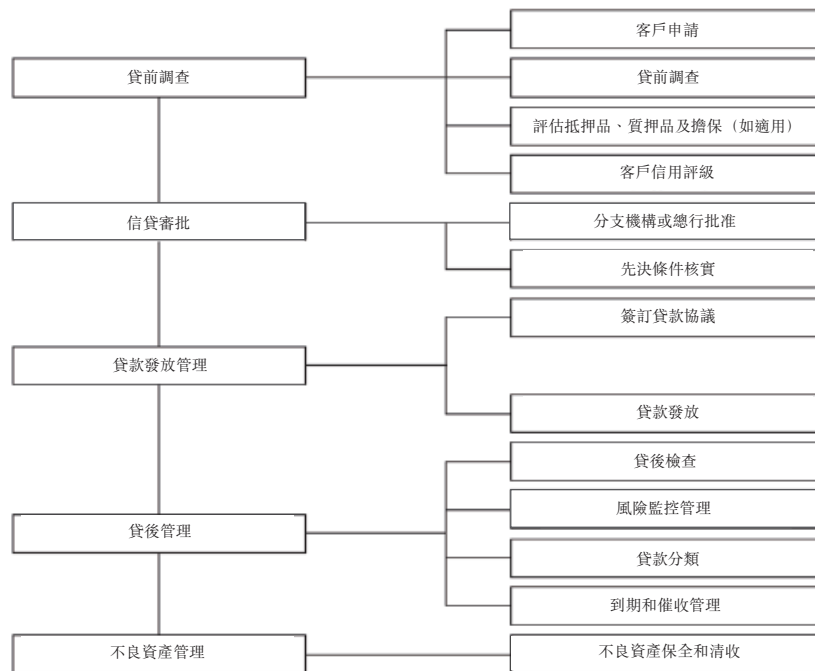 客戶申請
貸前調查
貸前調查
評估抵押品、質押品及擔保（如適用）
客戶信用評級
信貸審批
分支機構或總行批准
先決條件核實
簽訂貸款協議
貸款發放管理
貸款發放
貸後檢查
風險監控管理
貸後管理
貸款分類
到期和催收管理
不良資產管理
不良資產保全和清收